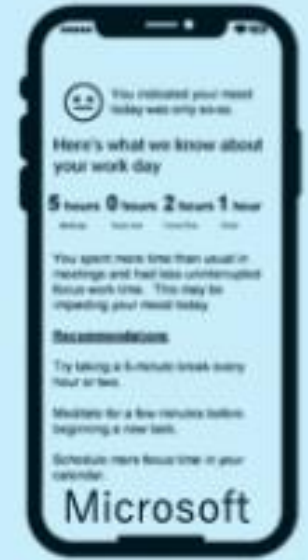 You indicated your mood
today was only so-so.
Here's what we know about
your work day
5 hours 0 hours 2 hours 1 hour
You spent more time than usual in
meetings and had less uninterrupted
focus work time. This may be
impeding your mood today.
Recommendations
Try taking a 5-minute break every
hour or two.
Meditate for a few minutes before
beginning a new task.
Schedule more focus time in your
calendar.
Microsoft